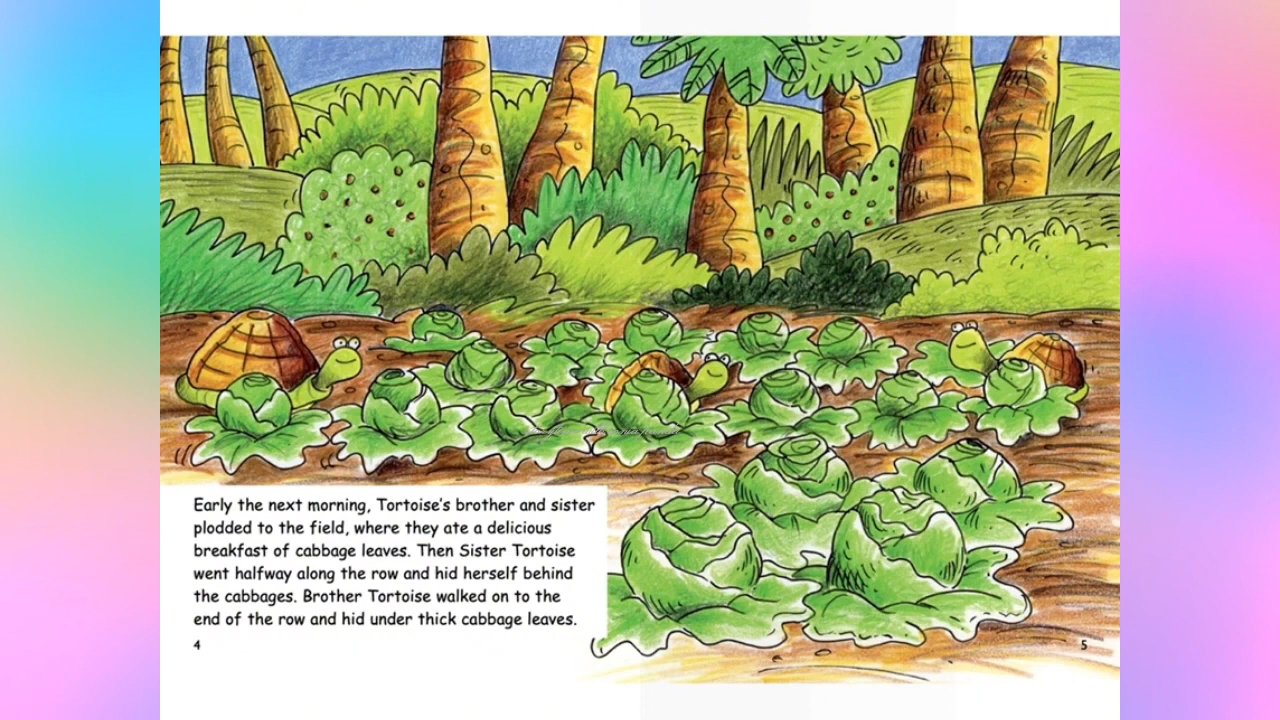 Early the next morning, Tortoise's brother and sister
plodded to the field, where they ate a delicious
breakfast of cabbage leaves. Then Sister Tortoise
went halfway along the row and hid herself behind
the cabbages. Brother Tortoise walked on to the
end of the row and hid under thick cabbage leaves.
4
5